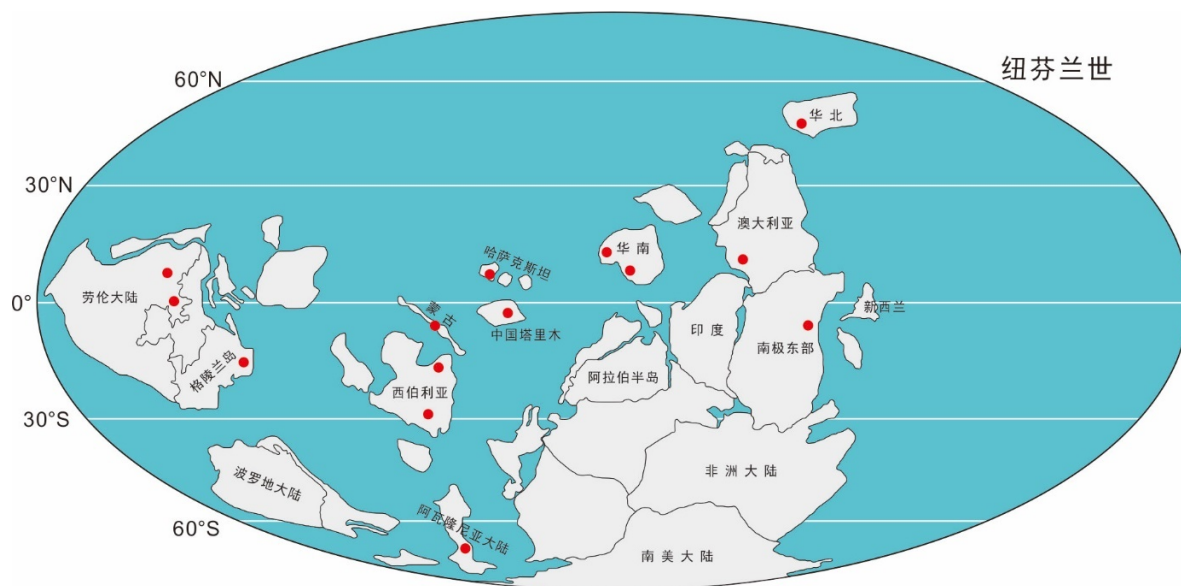 纽芬兰世
60°N
华北
30°N
澳大利亚
哈萨克斯坦
华南
劳伦大陆
0°
蒙古
中国塔里木
印度
新西兰
南极东部
格陵兰岛
西伯利亚
阿拉伯半岛
30°S
波罗地大陆
非洲大陆
60°S
阿瓦隆尼亚大陆
南美大陆